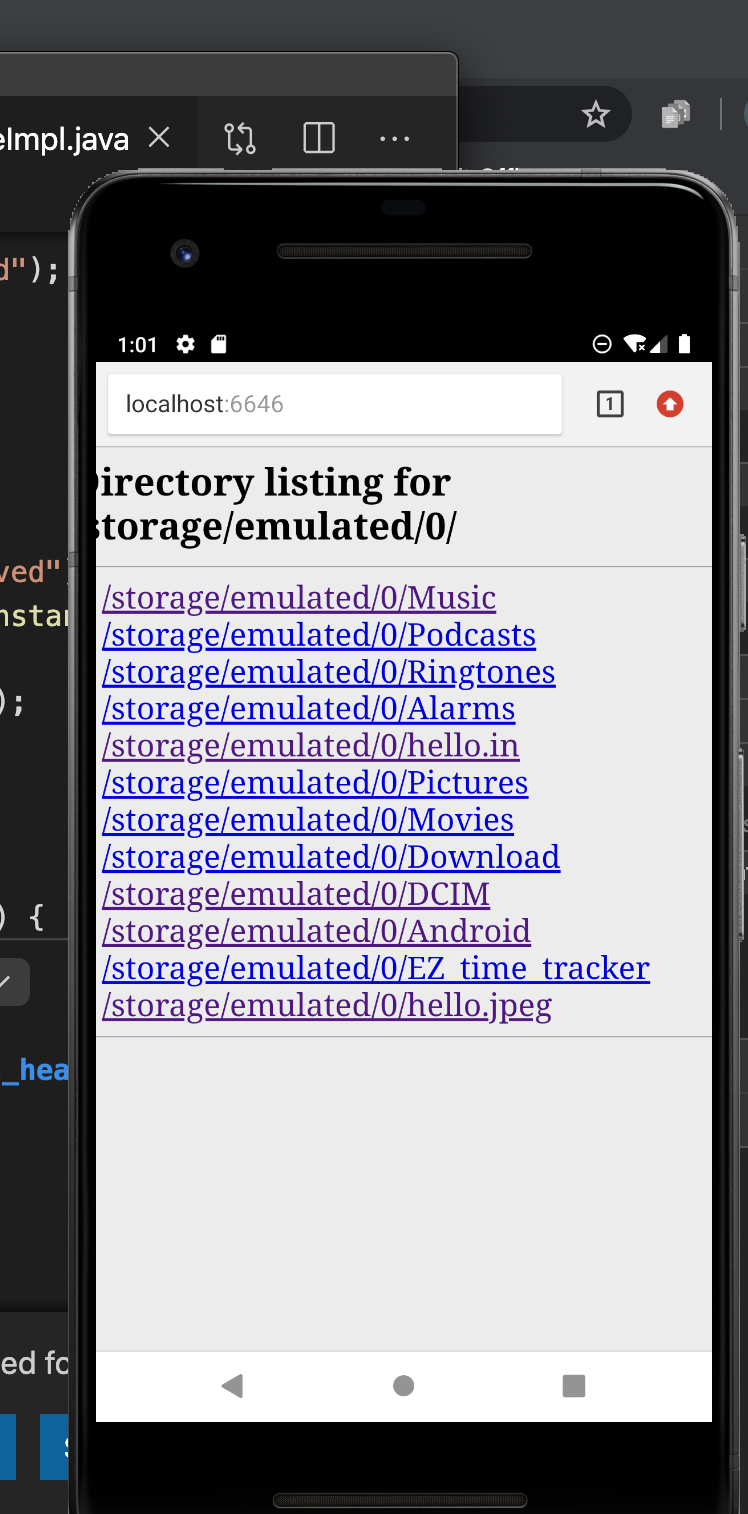 eImpl.java
d");
1:01
localhost:6646
1
Directory listing for
storage/emulated/0/
ved"
/storage/emulated/0/Music
nstan
/storage/emulated/0/Podcasts
/storage/emulated/0/Ringtones
);
/storage/emulated/0/Alarms
/storage/emulated/0/hello.in
/storage/emulated/0/Pictures
/storage/emulated/0/Movies
/storage/emulated/0/Download
/storage/emulated/0/DCIM
) {
/storage/emulated/0/Android
/storage/emulated/0/EZ_time_tracker
/storage/emulated/0/hello.jpeg
_hea
ed fo